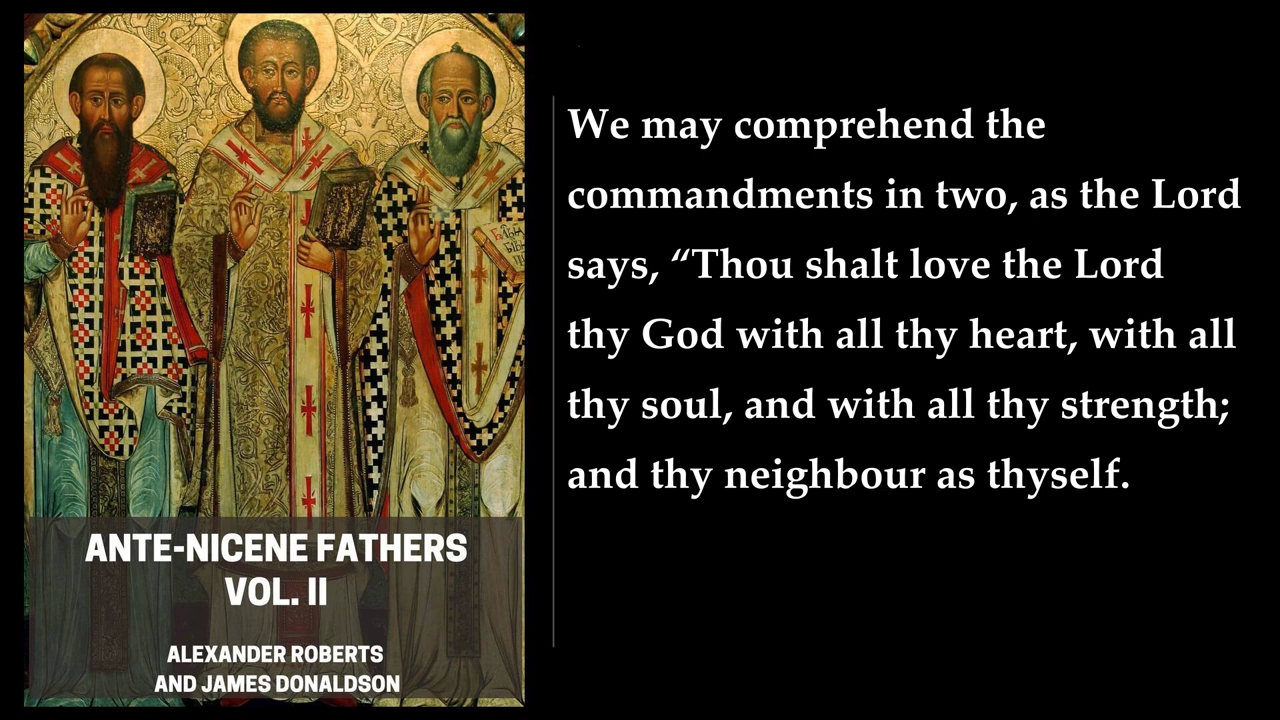 We may comprehend the
commandments in two, as the Lord
says, “Thou shalt love the Lord
thy God with all thy heart, with all
thy soul, and with all thy strength;
and thy neighbour as thyself.
ANTE-NICENE FATHERS
VOL. II
ALEXANDER ROBERTS
AND JAMES DONALDSON